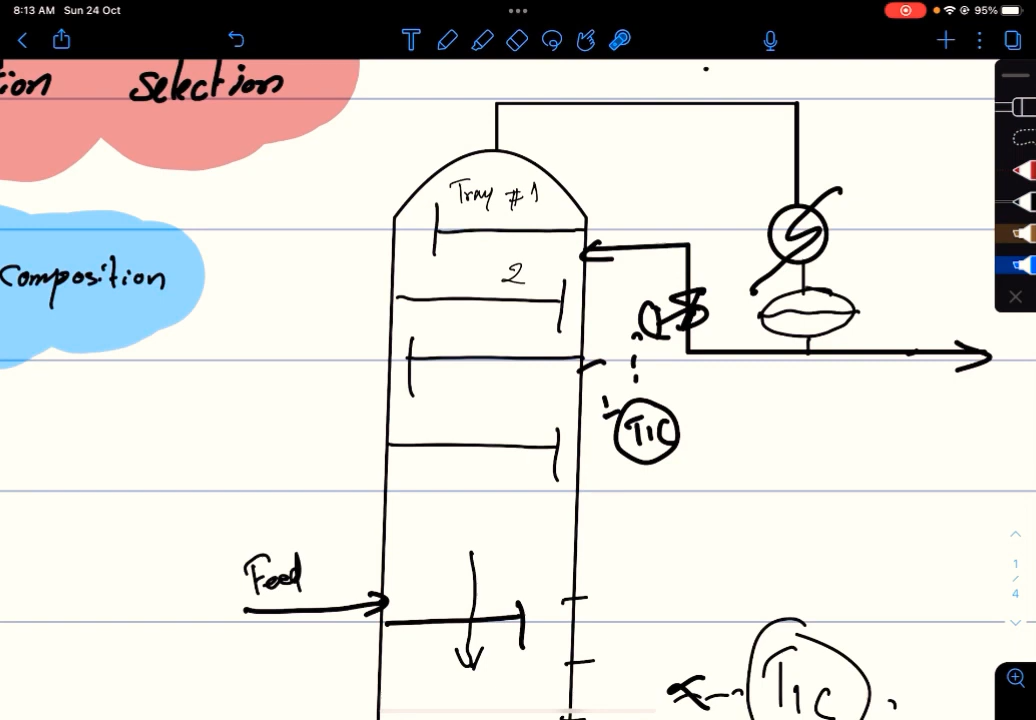 8:13 AM Sun 24 Oct
95%
ion selection
Composition
Tray #1
2
TIC
Feed
TIC
1
/
4